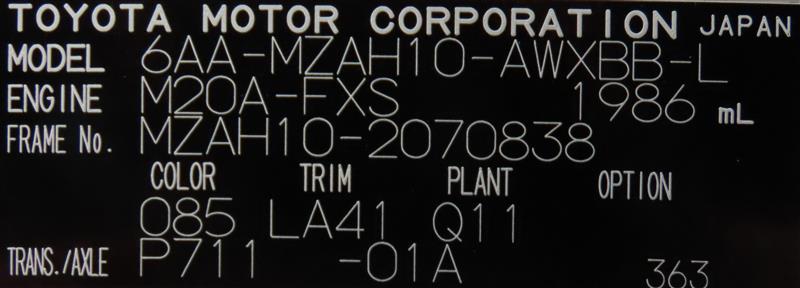 TOYOTA MOTOR CORPORATION JAPAN
MODEL 6AA-MZAH10-AWXBB-L
ENGINE M20A-FXS 1986 mL
FRAME No. MZAH10-2070838
COLOR TRIM PLANT OPTION
085 LA41 Q11
TRANS./AXLE P711 -01A 363